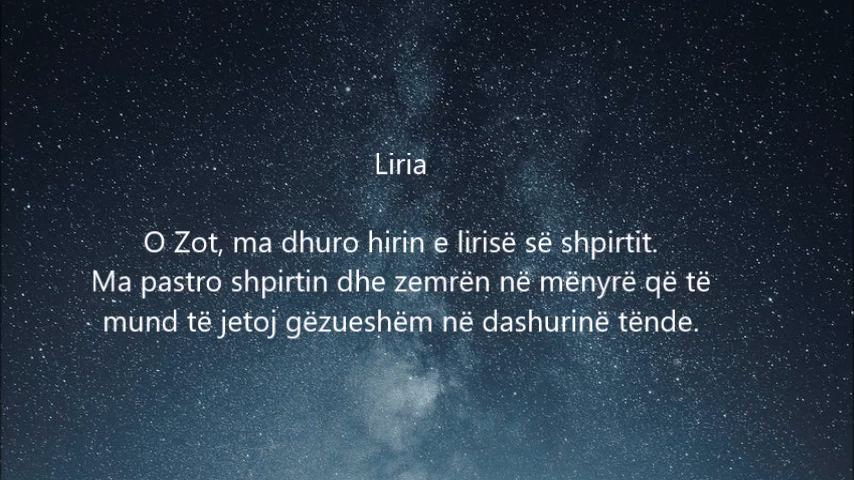 Liria
O Zot, ma dhuro hirin e lirisë së shpirtit.
Ma pastro shpirtin dhe zemrën në mënyrë që të
mund të jetoj gëzueshëm në dashurinë tënde.